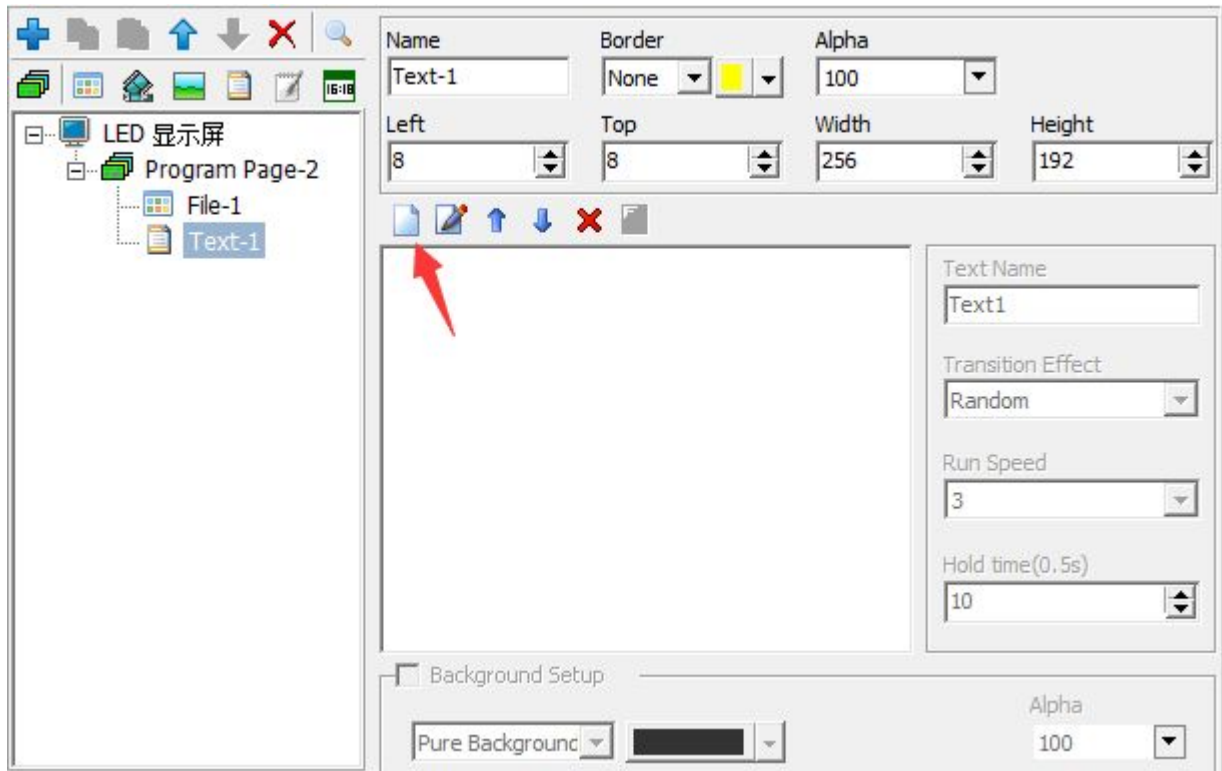 Name Border Alpha
Text-1 None 100
16:18
LED 显示屏
Left Top Width Height
8 8 256 192
Program Page-2
File-1
Text-1
Text Name
Text1
Transition Effect
Random
Run Speed
3
Hold time(0.5s)
10
Background Setup
Alpha
Pure Background 100